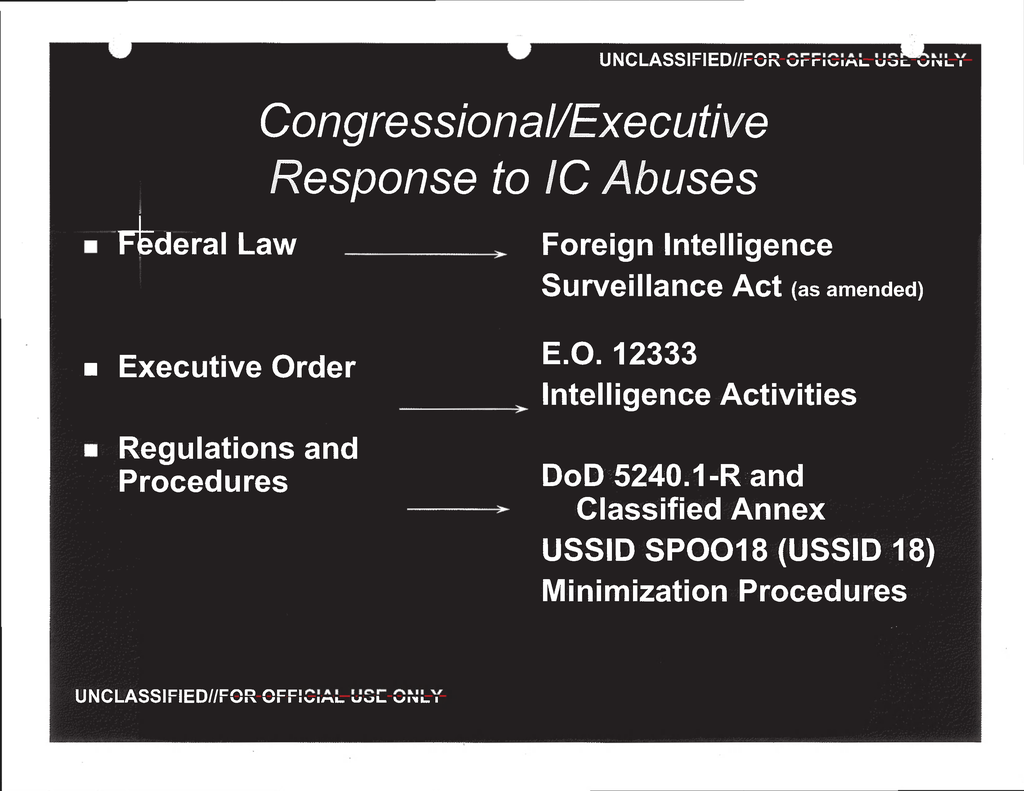 UNCLASSIFIED//FOR OFFICIAL USE ONLY
Congressional/Executive
Response to IC Abuses
■ Federal Law
Foreign Intelligence
Surveillance Act (as amended)
■ Executive Order
E.O. 12333
Intelligence Activities
■ Regulations and
Procedures
DoD 5240.1-R and
Classified Annex
USSID SPOO18 (USSID 18)
Minimization Procedures
UNCLASSIFIED//FOR OFFICIAL USE ONLY